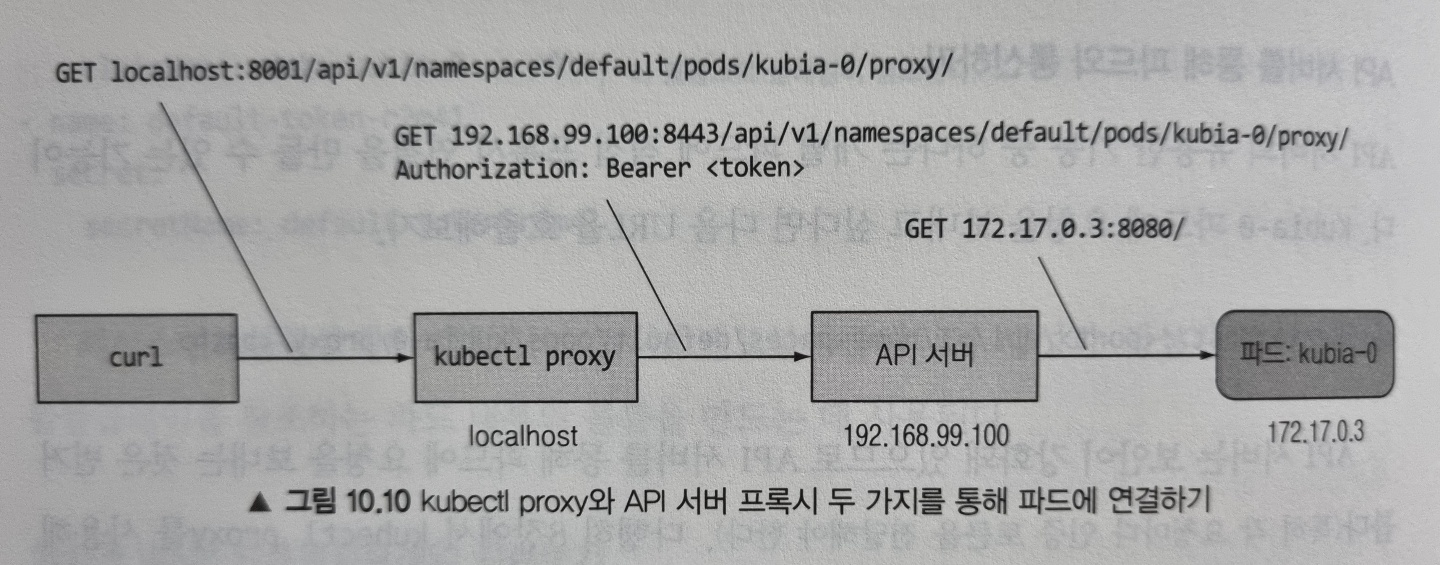 GET localhost:8001/api/v1/namespaces/default/pods/kubia-0/proxy/
GET 192.168.99.100:8443/api/v1/namespaces/default/pods/kubia-0/proxy/
Authorization: Bearer <token>
GET 172.17.0.3:8080/
curl
kubectl proxy
API 서버
파드: kubia-0
localhost
192.168.99.100
172.17.0.3
▲ 그림 10.10 kubectl proxy와 API 서버 프록시 두 가지를 통해 파드에 연결하기